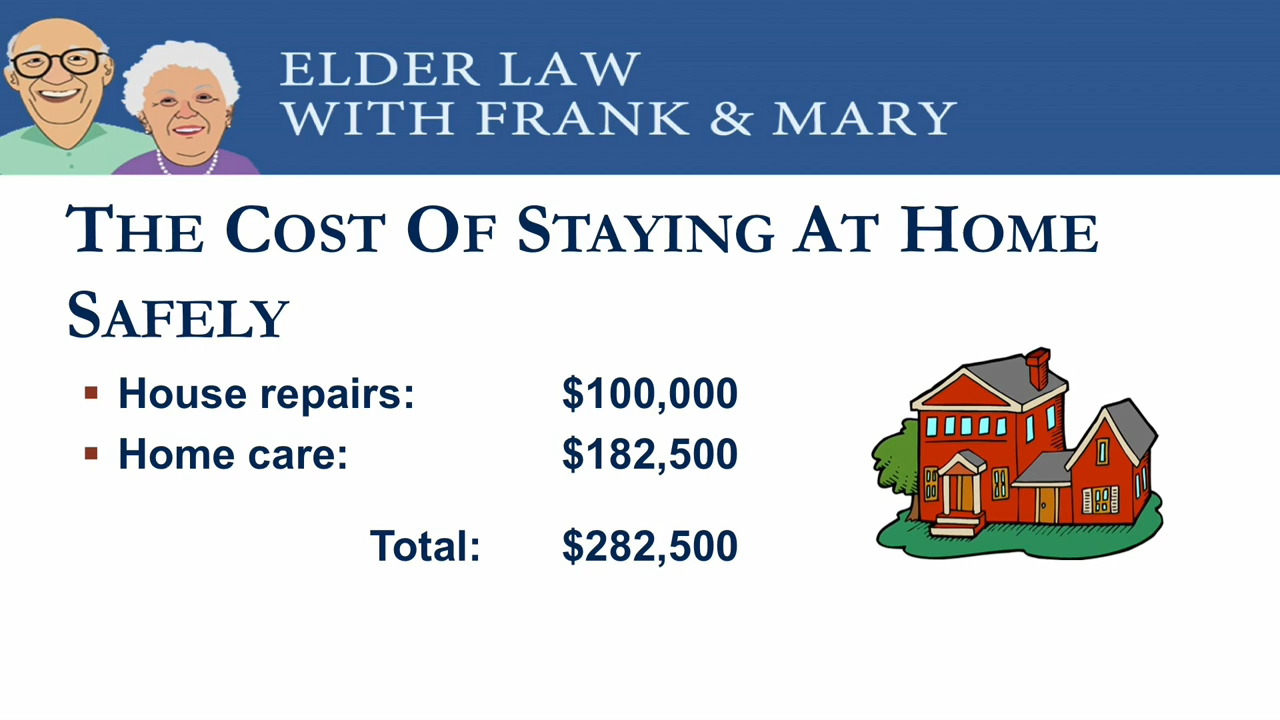 ELDER LAW
WITH FRANK & MARY
THE COST OF STAYING AT HOME
SAFELY
▪ House repairs: $100,000
▪ Home care: $182,500
Total: $282,500